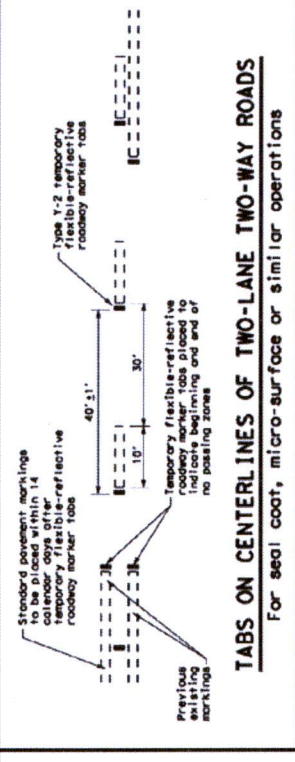 Standard pavement markings
to be placed within 14
calendar days after
temporary flexible-reflective
roadway marker tabs
Type Y-2 temporary
flexible-reflective
roadway marker tabs
40'±1'
10'
30'
Previous
existing
markings
Temporary flexible-reflective
roadway marker tabs placed to
indicate beginning and end of
no passing zones
TABS ON CENTERLINES OF TWO-LANE TWO-WAY ROADS
For seal coat, micro-surface or similar operations